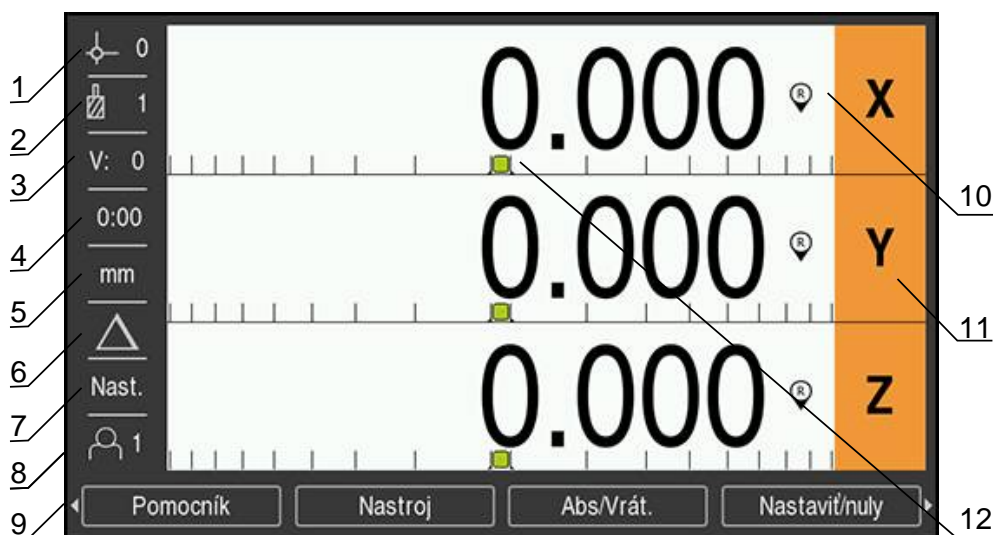 1
0
2
1
3
V: 0
4
0:00
5
mm
6
7
Nast.
8
1
9
0.000
R
X
0.000
R
Y
0.000
R
Z
10
11
12
Pomocník
Nastroj
Abs/Vrát.
Nastaviť/nuly